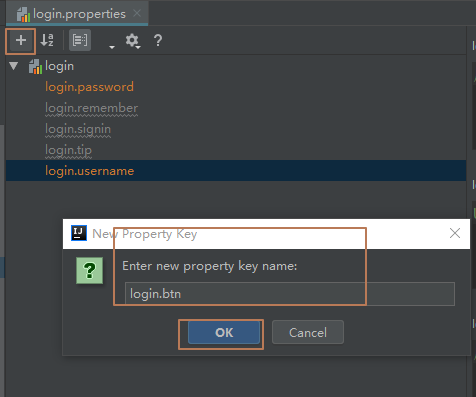 login.properties
login
login.password
login.remember
login.signin
login.tip
login.username
New Property Key
Enter new property key name:
login.btn
OK
Cancel